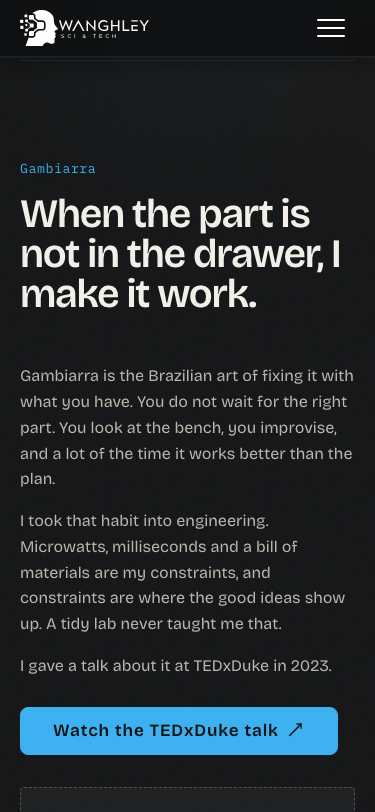 WANGHLEY
SCI & TECH
Gambiarra
When the part is
not in the drawer, I
make it work.
Gambiarra is the Brazilian art of fixing it with
what you have. You do not wait for the right
part. You look at the bench, you improvise,
and a lot of the time it works better than the
plan.
I took that habit into engineering.
Microwatts, milliseconds and a bill of
materials are my constraints, and
constraints are where the good ideas show
up. A tidy lab never taught me that.
I gave a talk about it at TEDxDuke in 2023.
Watch the TEDxDuke talk ↗